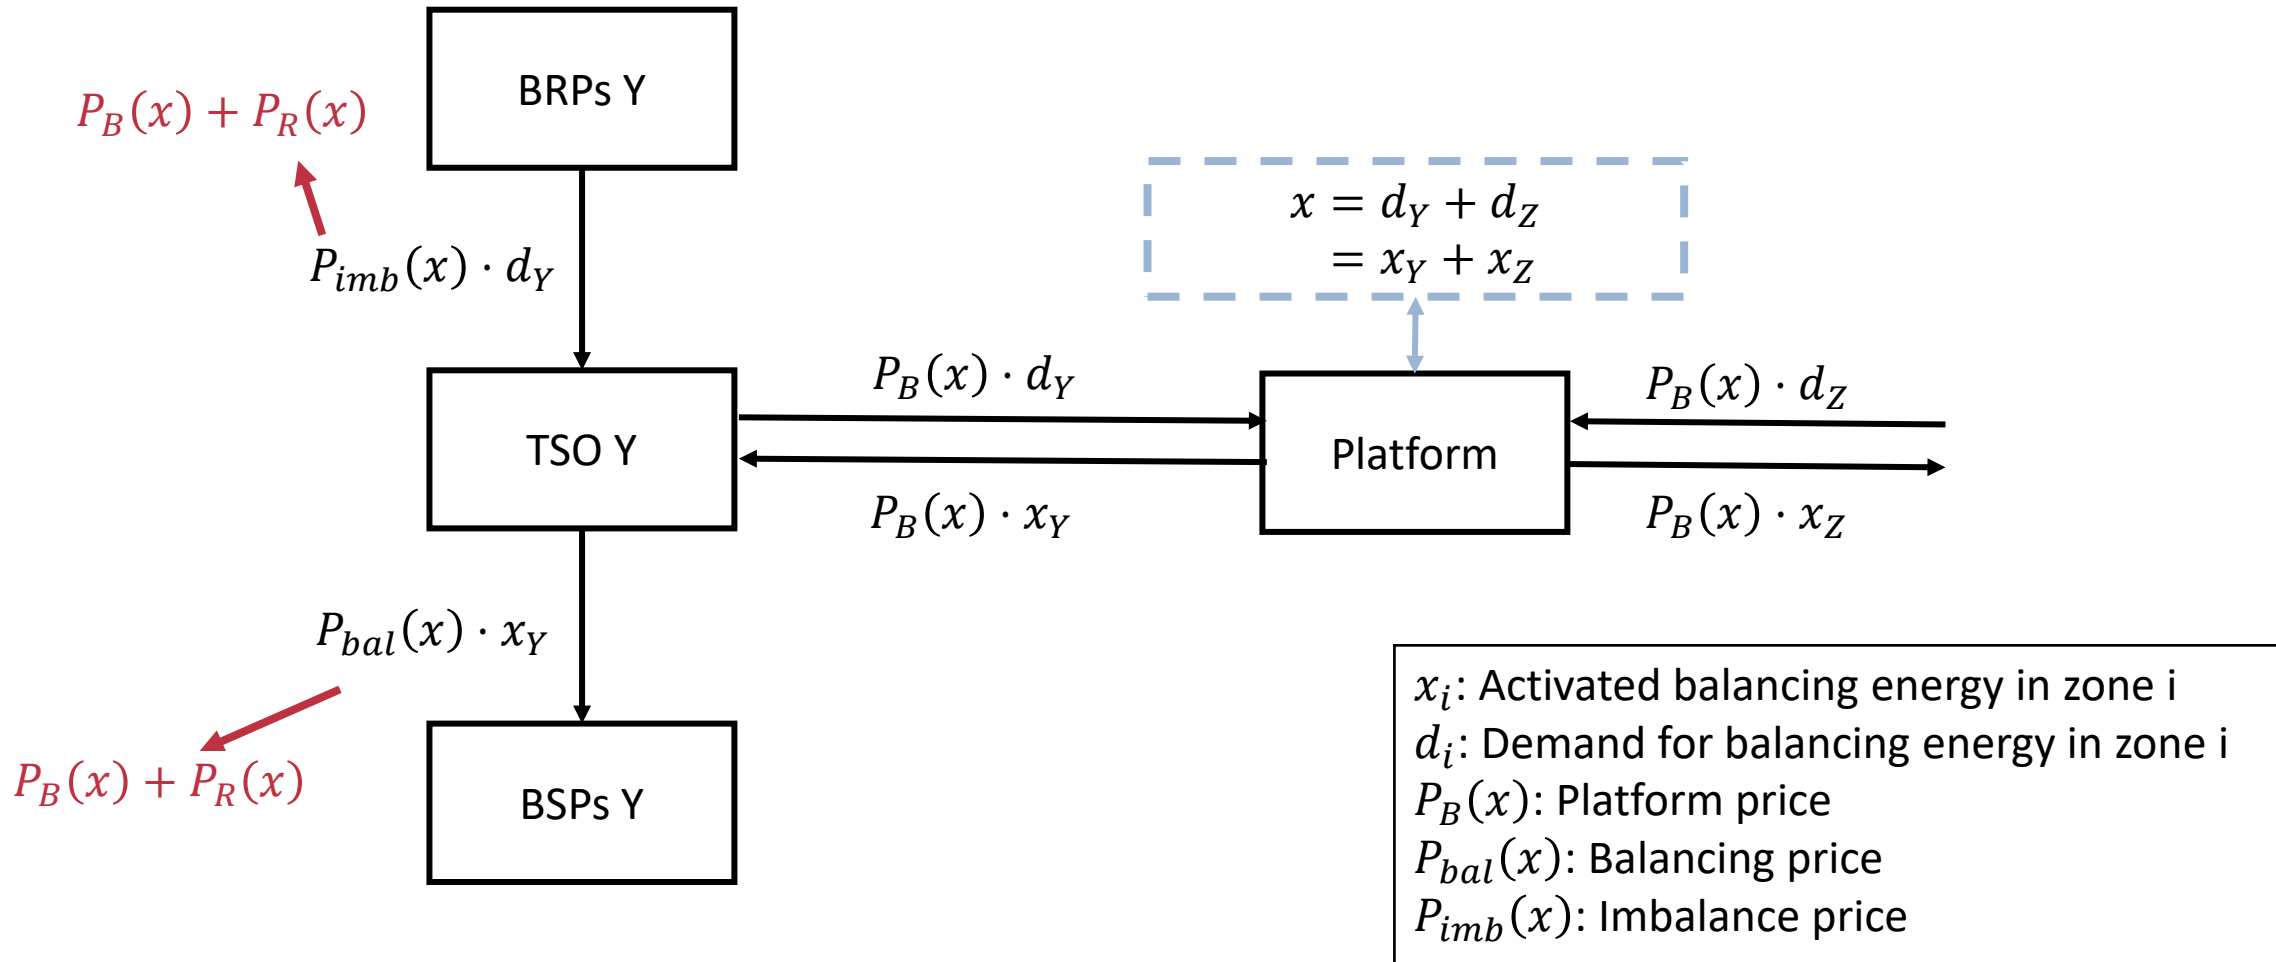 BRPs Y
P_B(x) + P_R(x)
P_imb(x) · d_Y
x = d_Y + d_Z
= x_Y + x_Z
P_B(x) · d_Y
P_B(x) · d_Z
TSO Y
Platform
P_B(x) · x_Y
P_B(x) · x_Z
P_bal(x) · x_Y
P_B(x) + P_R(x)
BSPs Y
x_i: Activated balancing energy in zone i
d_i: Demand for balancing energy in zone i
P_B(x): Platform price
P_bal(x): Balancing price
P_imb(x): Imbalance price